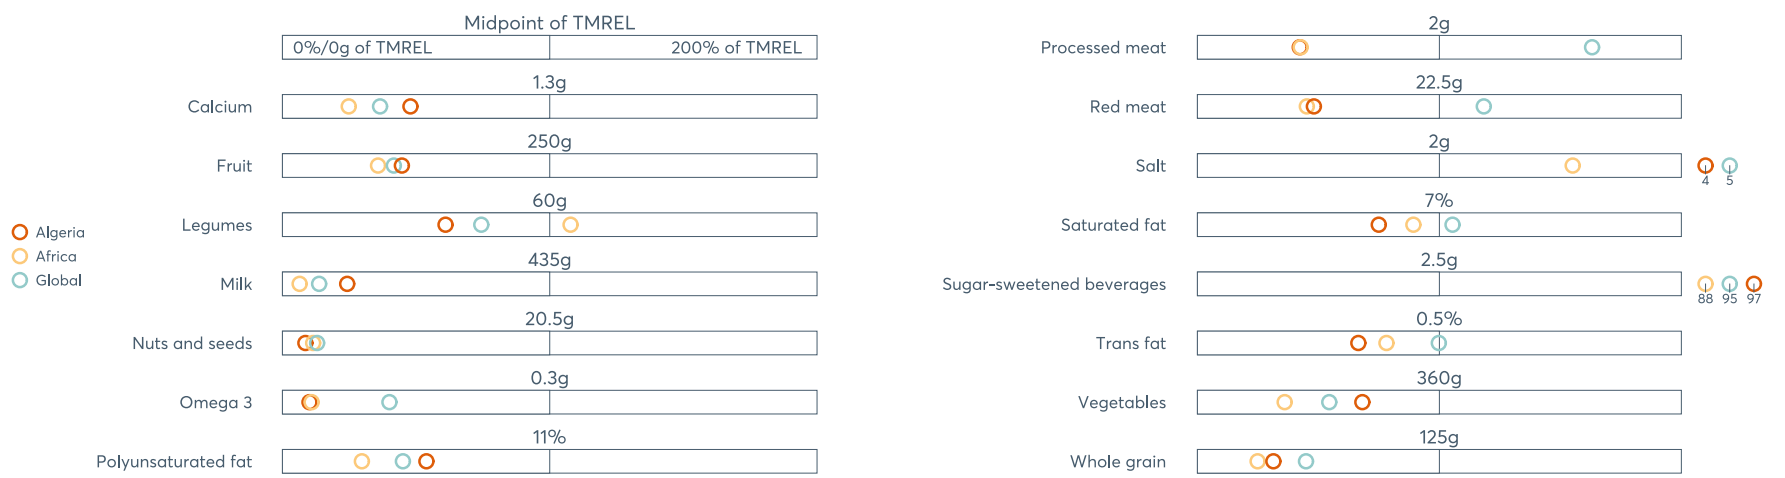 Midpoint of TMREL
0%/0g of TMREL 200% of TMREL
1.3g
Calcium
250g
Fruit
60g
Legumes
435g
Milk
20.5g
Nuts and seeds
0.3g
Omega 3
11%
Polyunsaturated fat
Algeria
Africa
Global
2g
Processed meat
22.5g
Red meat
2g
Salt
4 5
7%
Saturated fat
2.5g
Sugar-sweetened beverages
88 95 97
0.5%
Trans fat
360g
Vegetables
125g
Whole grain